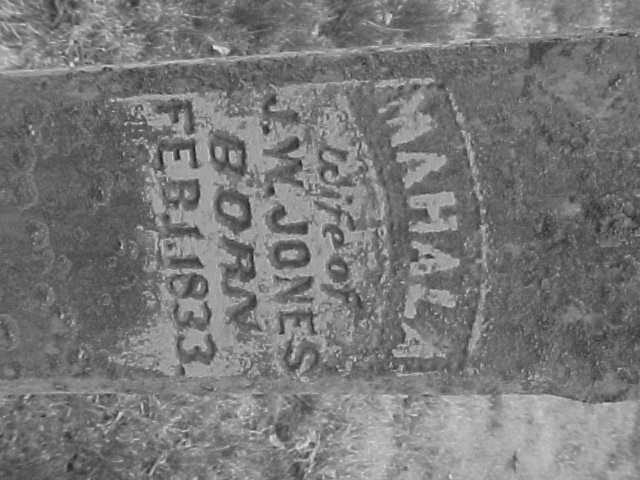 MAHALA
Wife of
J.W. JONES
BORN
FEB. 1. 1833